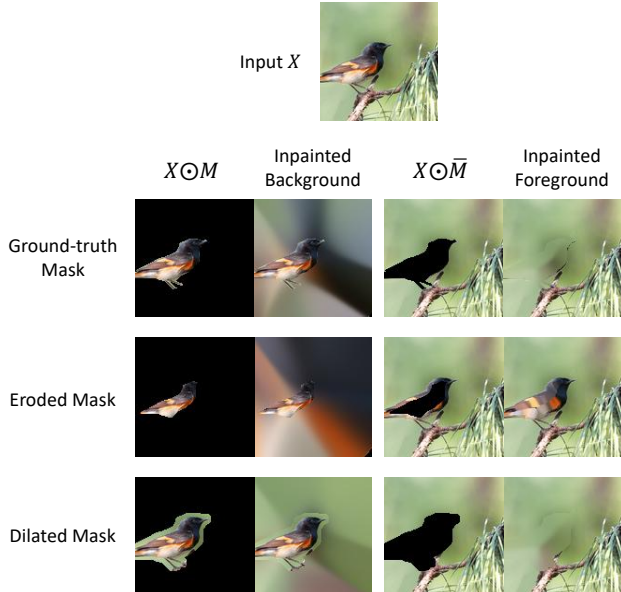 Input X
X⊙M
Inpainted
Background
X⊙M̅
Inpainted
Foreground
Ground-truth
Mask
Eroded Mask
Dilated Mask